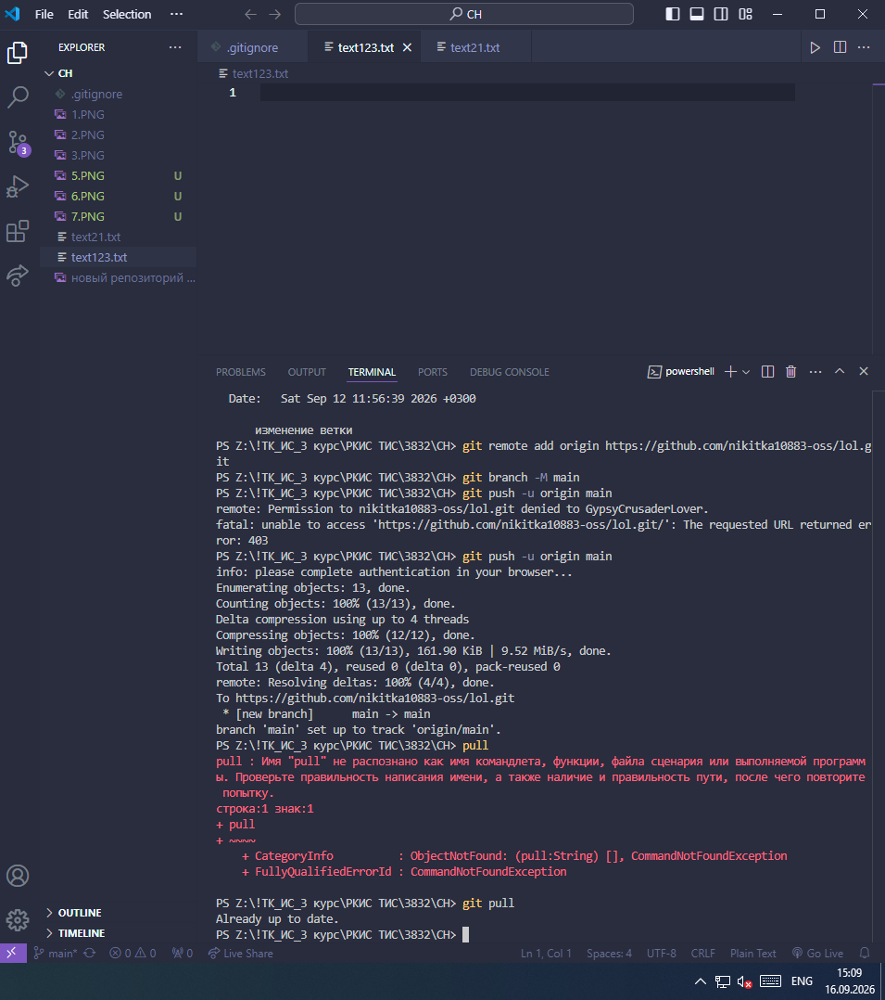 File Edit Selection ··· CH
EXPLORER ···
CH
.gitignore
1.PNG
2.PNG
3.PNG
5.PNG U
6.PNG U
7.PNG U
text21.txt
text123.txt
новый репозиторий ...
OUTLINE
TIMELINE
3
.gitignore text123.txt text21.txt
text123.txt
1
PROBLEMS OUTPUT TERMINAL PORTS DEBUG CONSOLE powershell
Date: Sat Sep 12 11:56:39 2026 +0300
изменение ветки
PS Z:\!ТК_ИС_3 курс\РКИС ТИС\3832\CH> git remote add origin https://github.com/nikitka10883-oss/lol.g
it
PS Z:\!ТК_ИС_3 курс\РКИС ТИС\3832\CH> git branch -M main
PS Z:\!ТК_ИС_3 курс\РКИС ТИС\3832\CH> git push -u origin main
remote: Permission to nikitka10883-oss/lol.git denied to GypsyCrusaderLover.
fatal: unable to access 'https://github.com/nikitka10883-oss/lol.git/': The requested URL returned er
ror: 403
PS Z:\!ТК_ИС_3 курс\РКИС ТИС\3832\CH> git push -u origin main
info: please complete authentication in your browser...
Enumerating objects: 13, done.
Counting objects: 100% (13/13), done.
Delta compression using up to 4 threads
Compressing objects: 100% (12/12), done.
Writing objects: 100% (13/13), 161.90 KiB | 9.52 MiB/s, done.
Total 13 (delta 4), reused 0 (delta 0), pack-reused 0
remote: Resolving deltas: 100% (4/4), done.
To https://github.com/nikitka10883-oss/lol.git
* [new branch] main -> main
branch 'main' set up to track 'origin/main'.
PS Z:\!ТК_ИС_3 курс\РКИС ТИС\3832\CH> pull
pull : Имя "pull" не распознано как имя командлета, функции, файла сценария или выполняемой программ
ы. Проверьте правильность написания имени, а также наличие и правильность пути, после чего повторите
попытку.
строка:1 знак:1
+ pull
+ ~~~~
+ CategoryInfo : ObjectNotFound: (pull:String) [], CommandNotFoundException
+ FullyQualifiedErrorId : CommandNotFoundException
PS Z:\!ТК_ИС_3 курс\РКИС ТИС\3832\CH> git pull
Already up to date.
PS Z:\!ТК_ИС_3 курс\РКИС ТИС\3832\CH>
main* 0 0 0 Live Share Ln 1, Col 1 Spaces: 4 UTF-8 CRLF Plain Text Go Live
ENG 15:09
16.09.2026